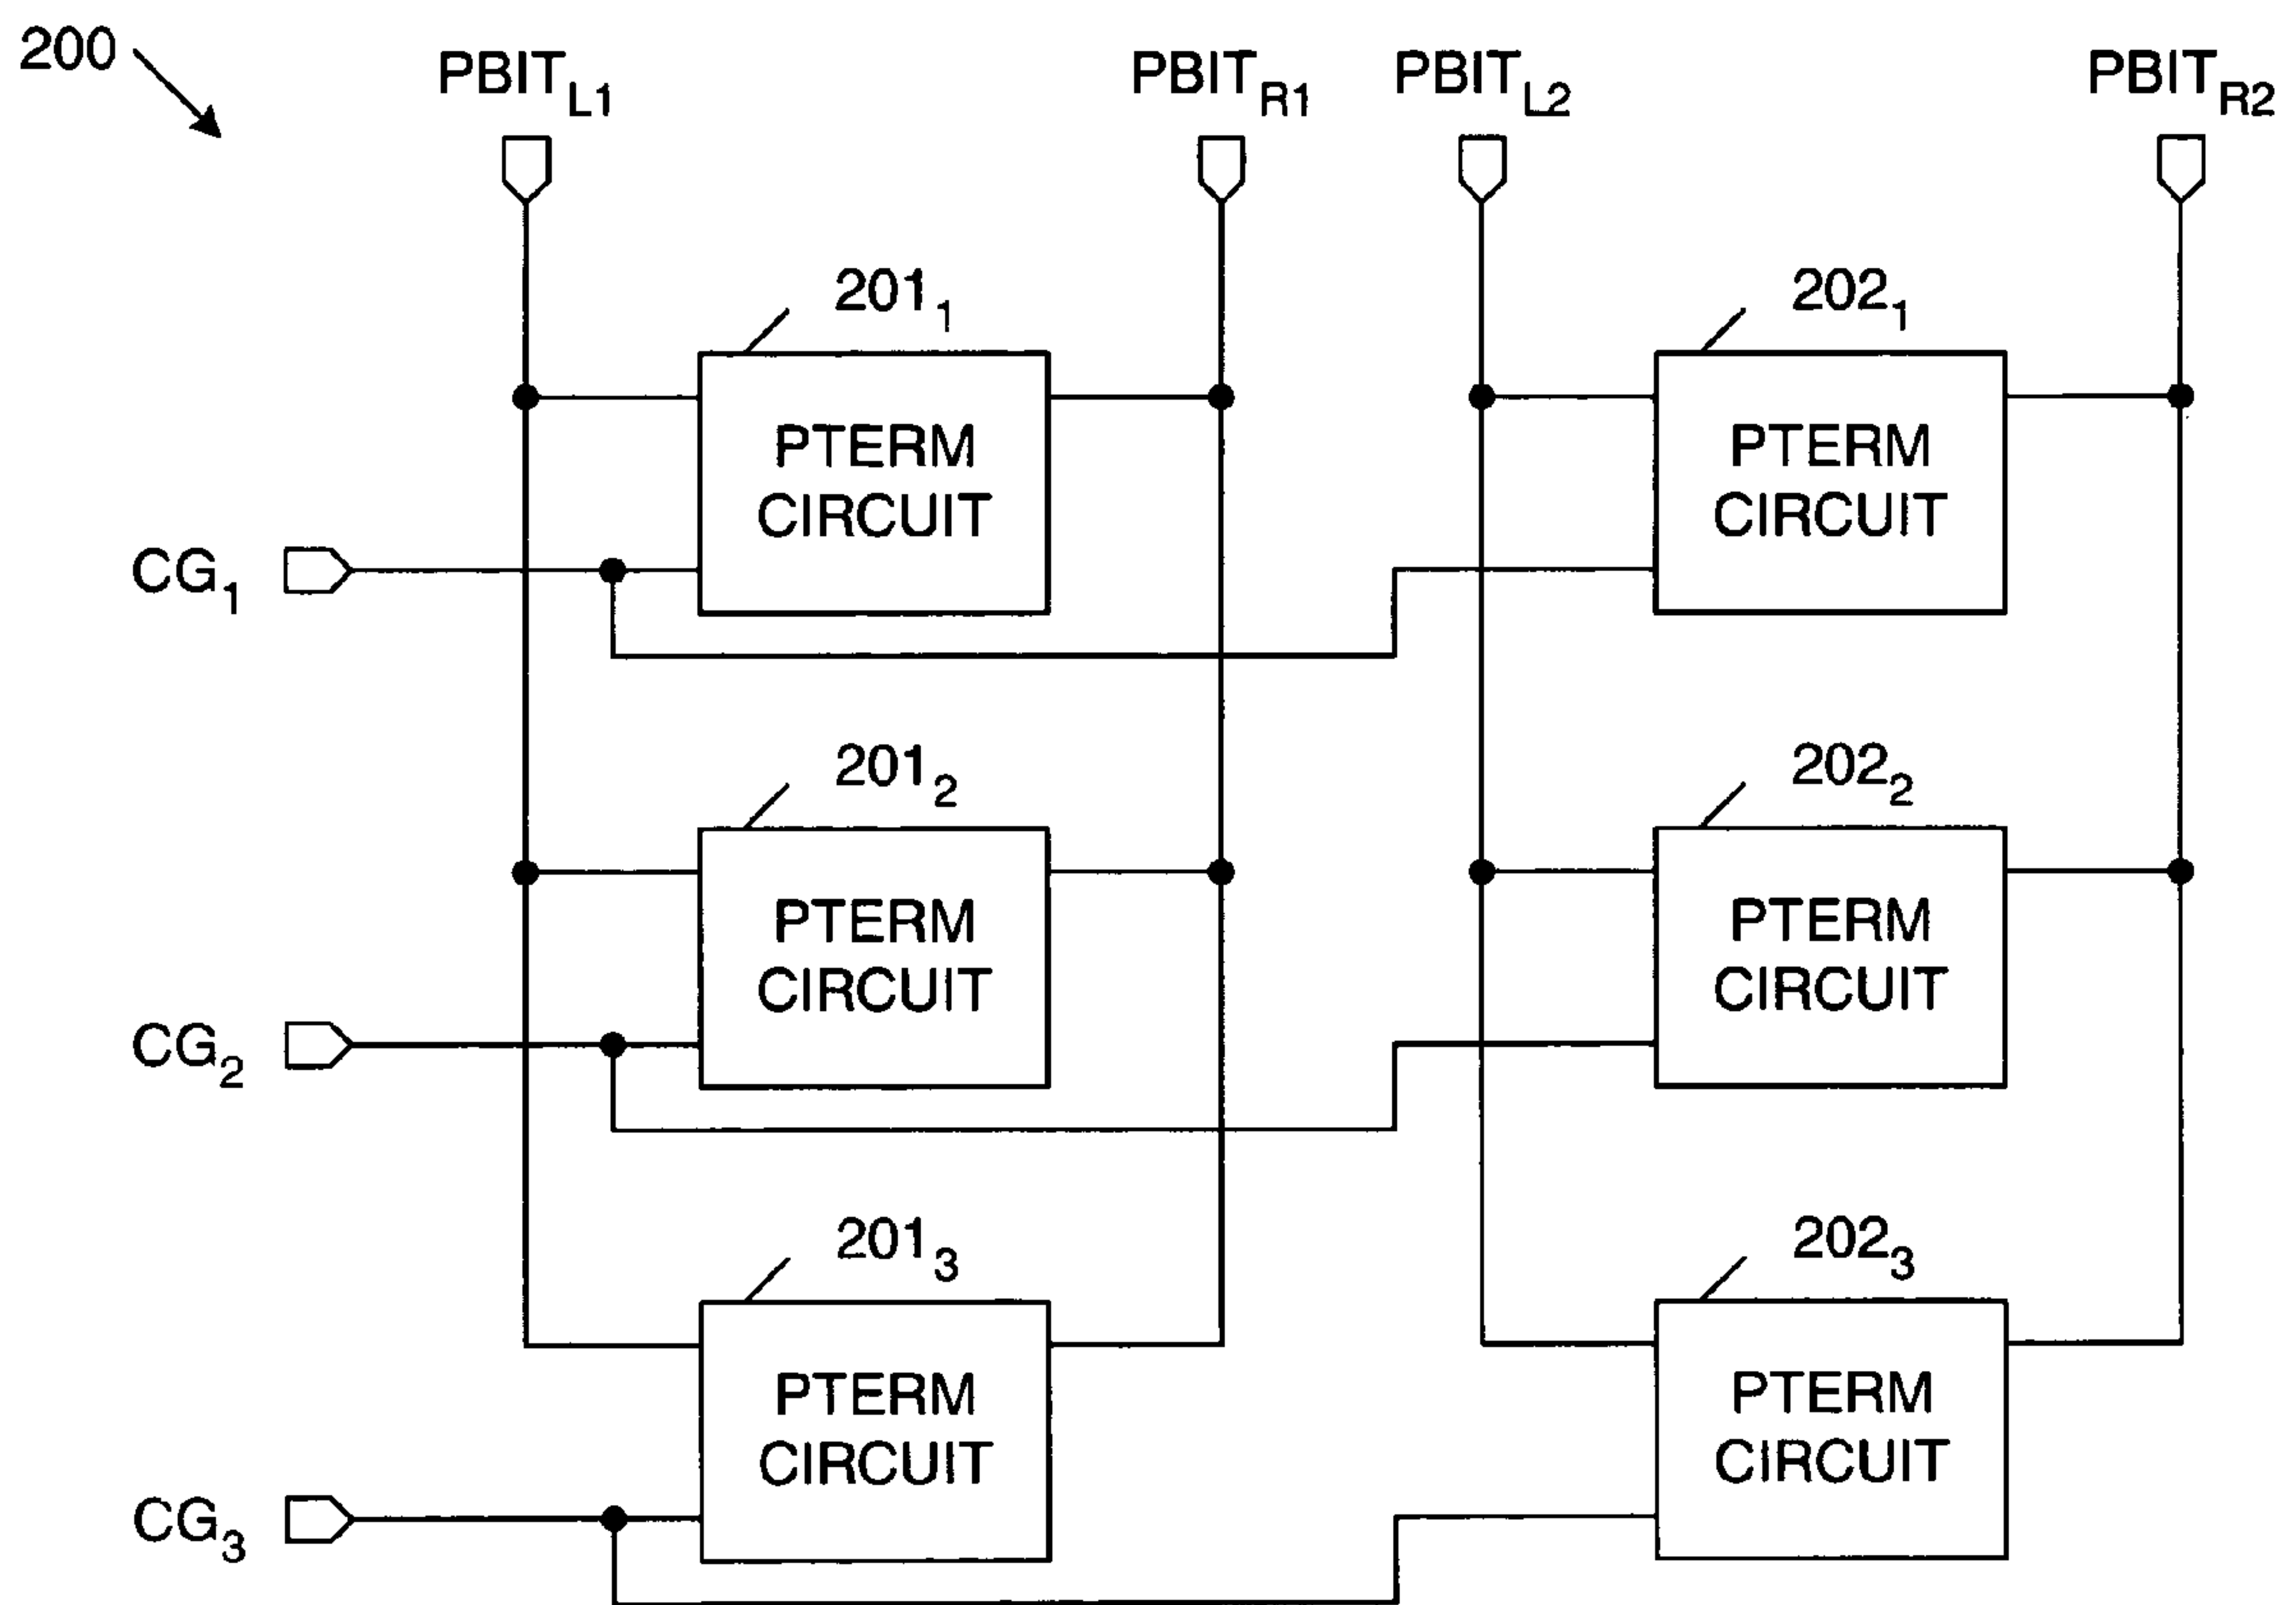 200
PBIT_L1 PBIT_R1 PBIT_L2 PBIT_R2
201_1 202_1
PTERM CIRCUIT
PTERM CIRCUIT
CG_1
201_2 202_2
PTERM CIRCUIT
PTERM CIRCUIT
CG_2
201_3 202_3
PTERM CIRCUIT
PTERM CIRCUIT
CG_3